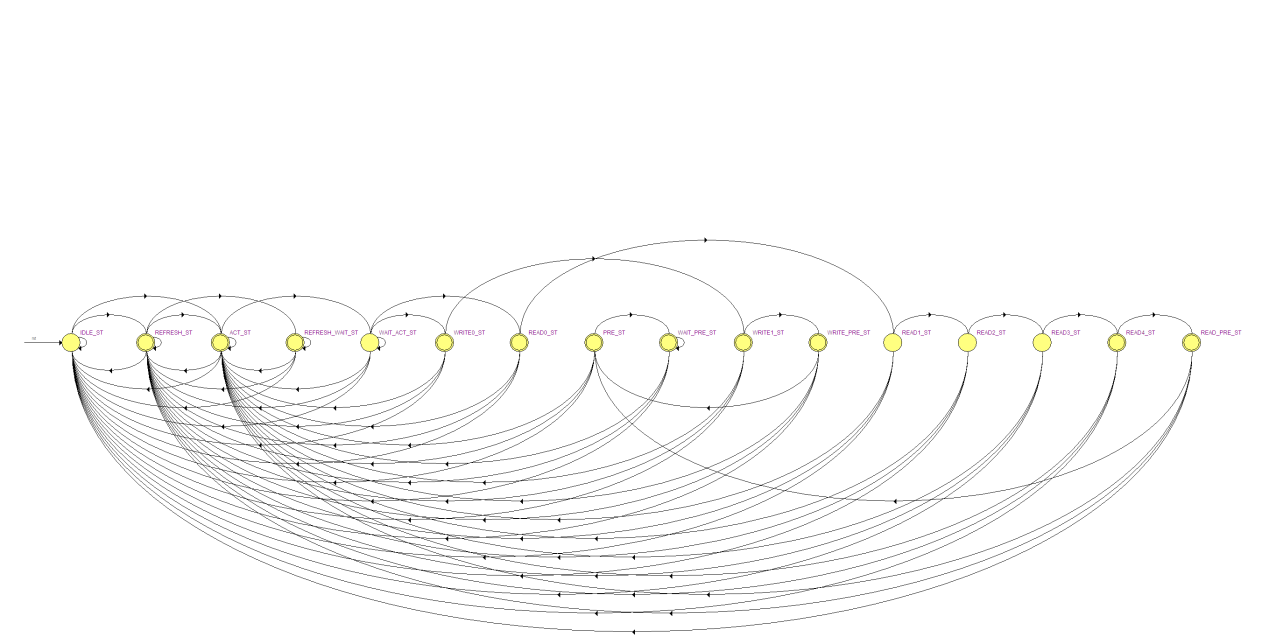 IDLE_ST
REFRESH_ST
ACT_ST
REFRESH_WAIT_ST
WAIT_ACT_ST
WRITE0_ST
READ0_ST
PRE_ST
WAIT_PRE_ST
WRITE1_ST
WRITE_PRE_ST
READ1_ST
READ2_ST
READ3_ST
READ4_ST
READ_PRE_ST